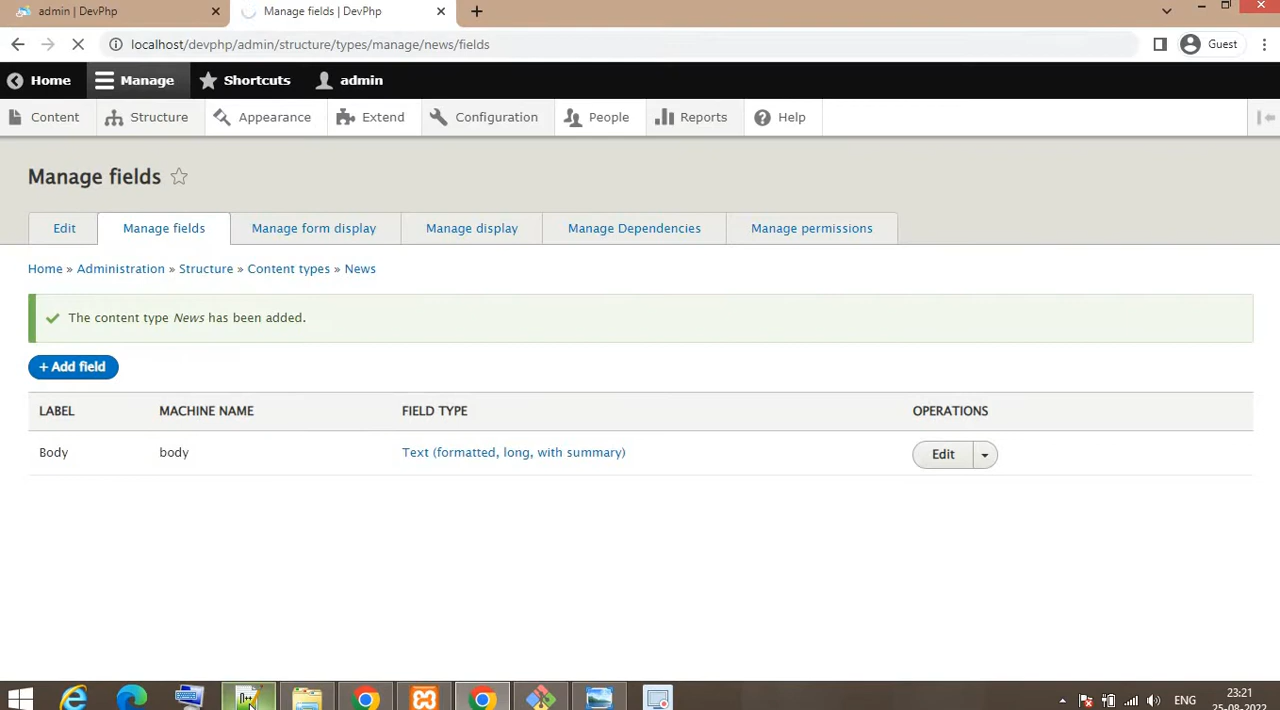 admin | DevPhp
Manage fields | DevPhp
localhost/devphp/admin/structure/types/manage/news/fields
Guest
Home
Manage
Shortcuts
admin
Content
Structure
Appearance
Extend
Configuration
People
Reports
Help
Manage fields
Edit
Manage fields
Manage form display
Manage display
Manage Dependencies
Manage permissions
Home » Administration » Structure » Content types » News
The content type News has been added.
+ Add field
LABEL MACHINE NAME FIELD TYPE OPERATIONS
Body body Text (formatted, long, with summary) Edit
ENG
23:21
25-08-2022